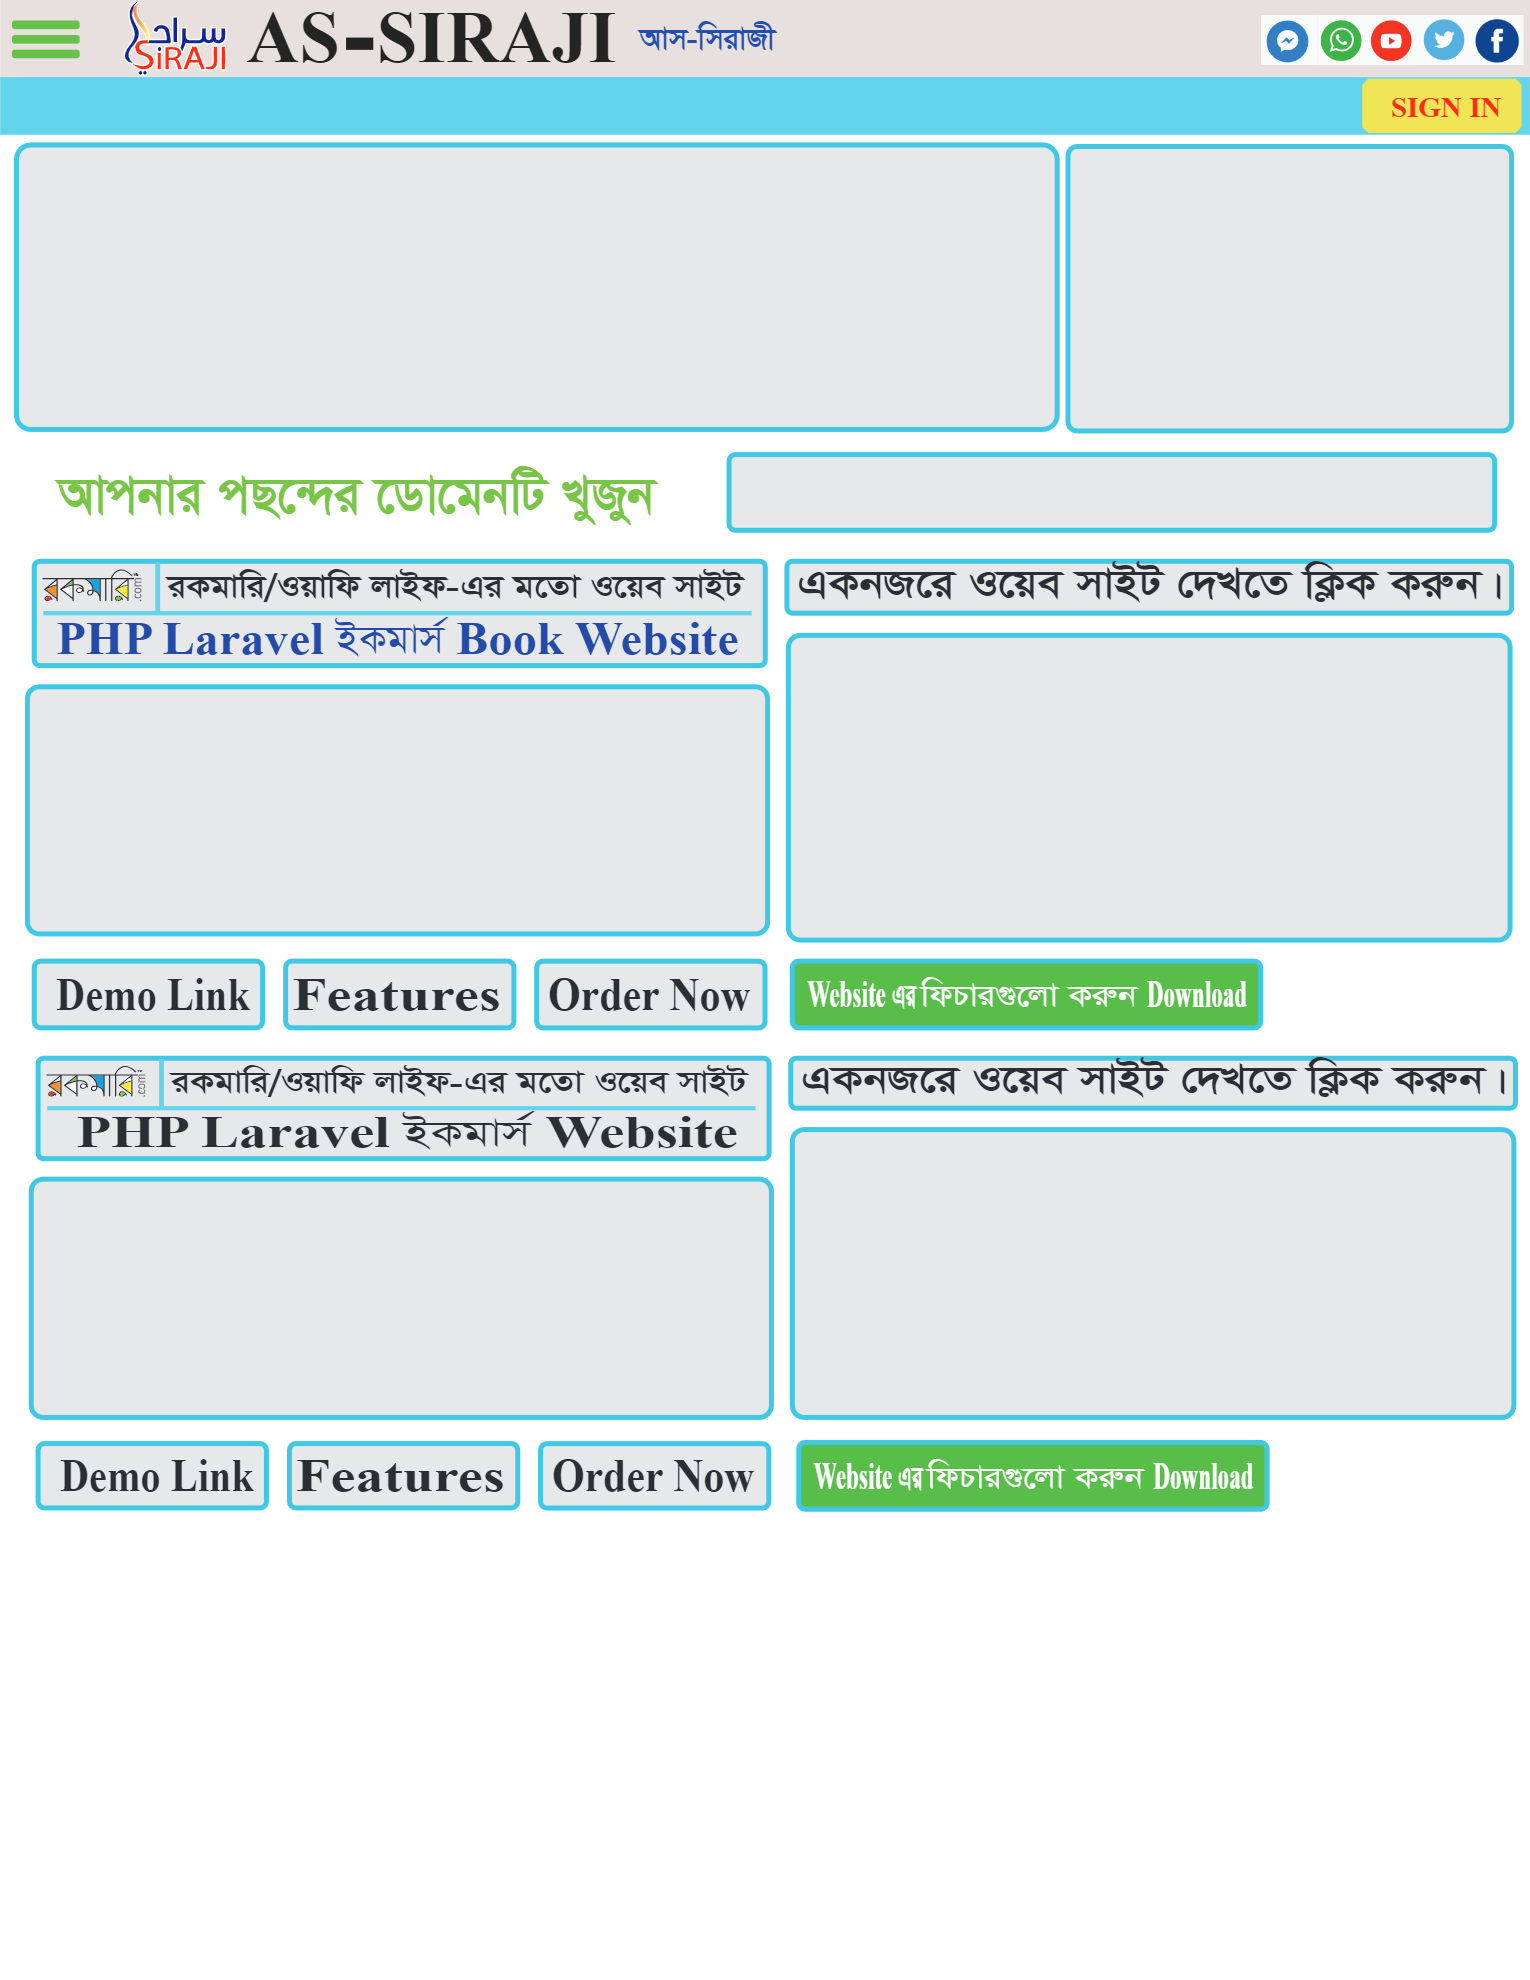 سراجي
SiRAJI
AS-SIRAJI আস-সিরাজী
SIGN IN
আপনার পছন্দের ডোমেনটি খুজুন
রকমারি .com রকমারি/ওয়াফি লাইফ-এর মতো ওয়েব সাইট
PHP Laravel ইকমার্স Book Website
একনজরে ওয়েব সাইট দেখতে ক্লিক করুন।
Demo Link Features Order Now Website এর ফিচারগুলো করুন Download
রকমারি .com রকমারি/ওয়াফি লাইফ-এর মতো ওয়েব সাইট
PHP Laravel ইকমার্স Website
একনজরে ওয়েব সাইট দেখতে ক্লিক করুন।
Demo Link Features Order Now Website এর ফিচারগুলো করুন Download